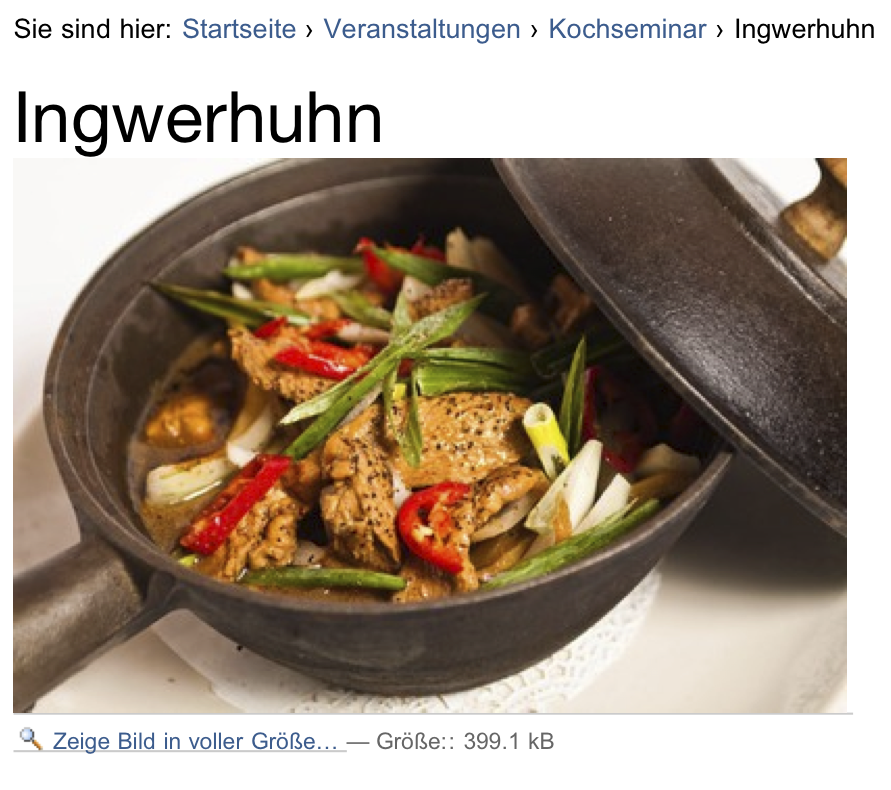 Sie sind hier: Startseite › Veranstaltungen › Kochseminar › Ingwerhuhn
Ingwerhuhn
Zeige Bild in voller Größe… — Größe:: 399.1 kB